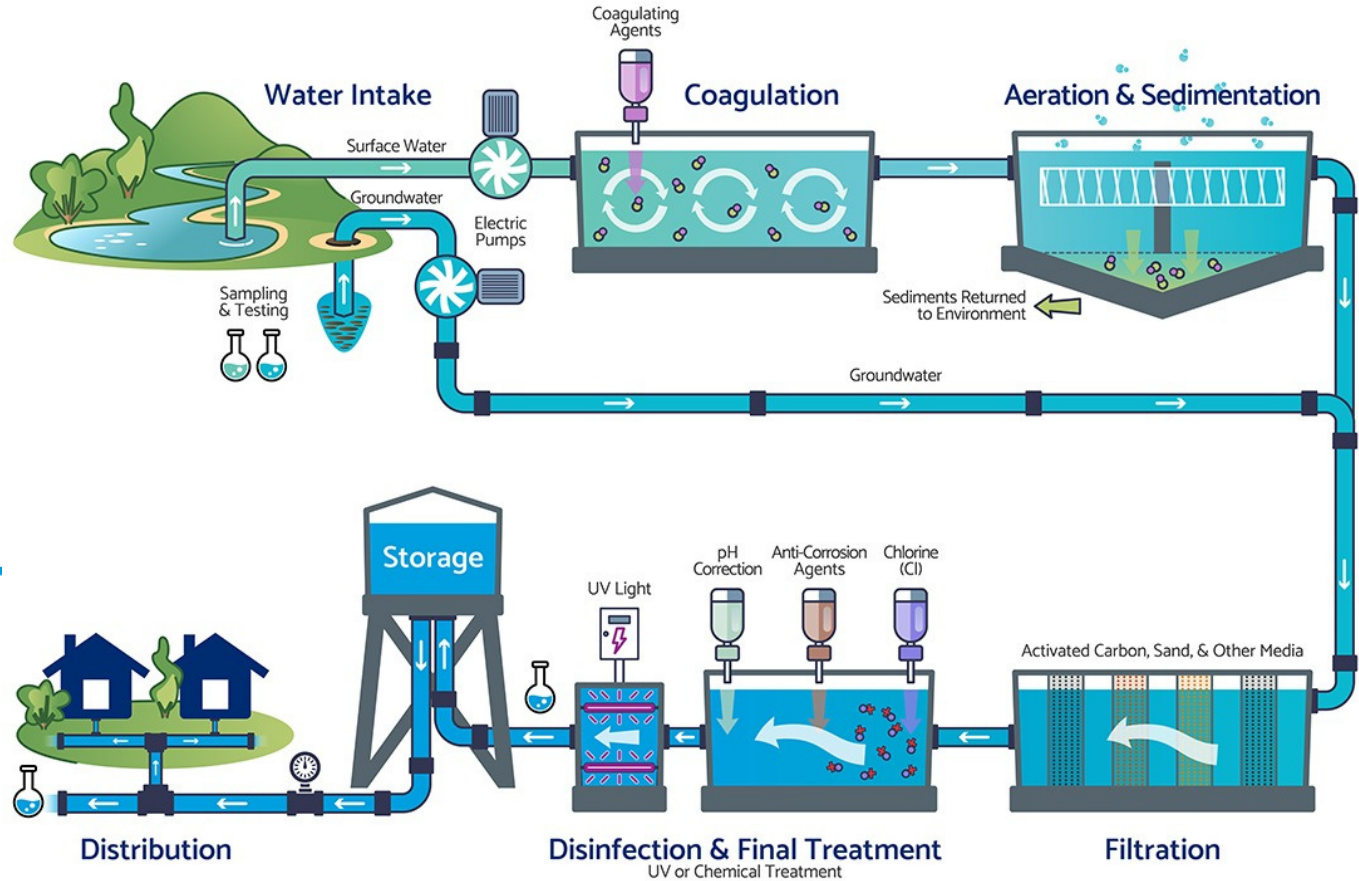 Coagulating
Agents
Water Intake
Coagulation
Aeration & Sedimentation
Surface Water
Groundwater
Electric
Pumps
Sampling
& Testing
Sediments Returned
to Environment
Groundwater
Storage
UV Light
pH
Correction
Anti-Corrosion
Agents
Chlorine
(Cl)
Activated Carbon, Sand, & Other Media
Distribution
Disinfection & Final Treatment
UV or Chemical Treatment
Filtration